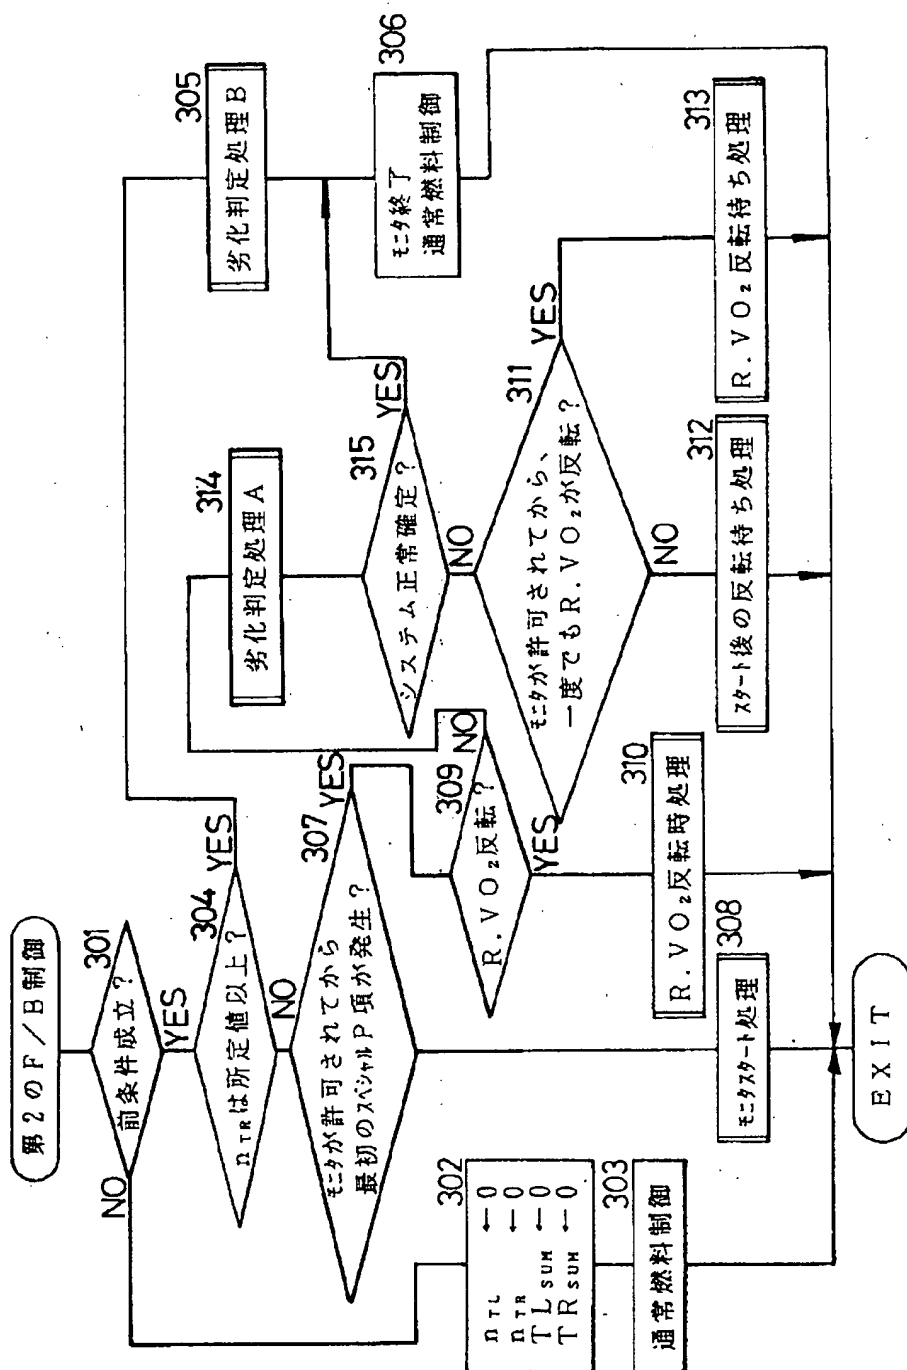 第2のF/B制御
301
前条件成立?
NO
YES
304
nTRは所定値以上?
YES
NO
307
モニタが許可されてから
最初のスペシャルP項が発生?
YES
302
nTL ←0
nTR ←0
TLSUM←0
TRSUM←0
303
通常燃料制御
308
モニタスタート処理
309
R.VO₂反転?
NO
YES
310
R.VO₂反転時処理
314
劣化判定処理A
315
システム正常確定?
YES
NO
311
モニタが許可されてから、
一度でもR.VO₂が反転?
YES
NO
312
スタート後の反転待ち処理
313
R.VO₂反転待ち処理
305
劣化判定処理B
306
モニタ終了
通常燃料制御
EXIT